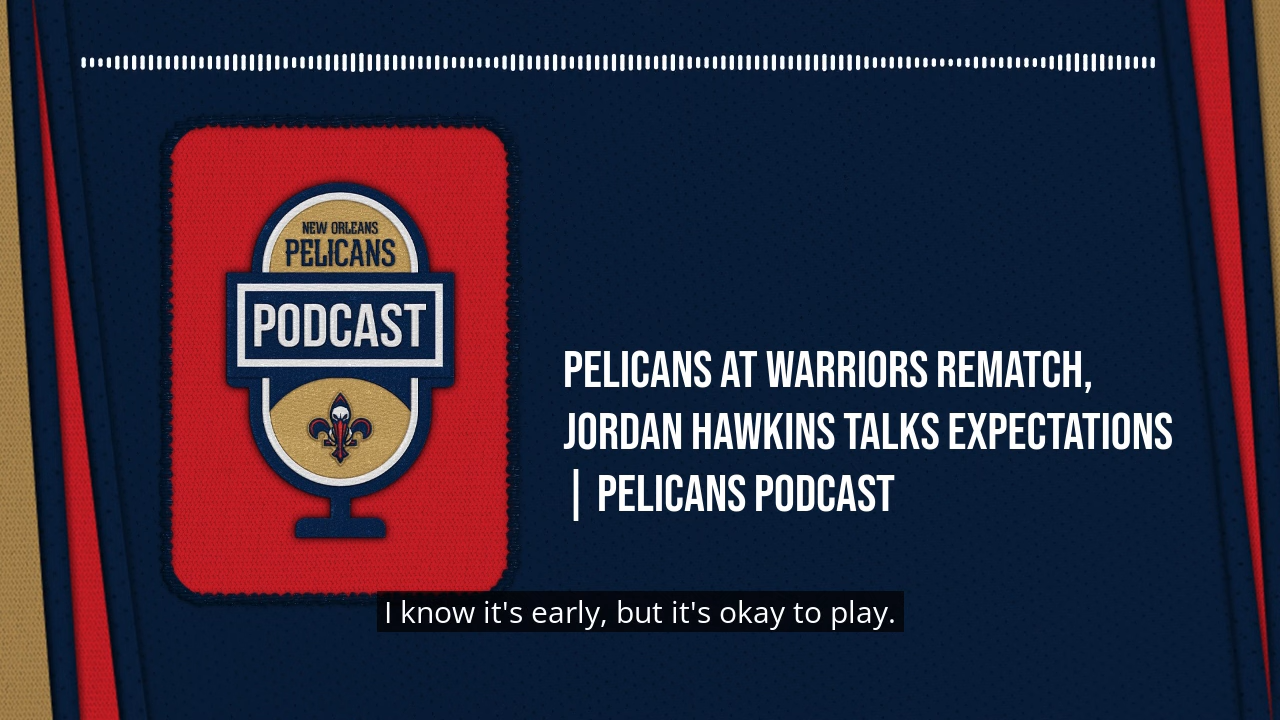 NEW ORLEANS
PELICANS
PODCAST
PELICANS AT WARRIORS REMATCH,
JORDAN HAWKINS TALKS EXPECTATIONS
| PELICANS PODCAST
I know it's early, but it's okay to play.